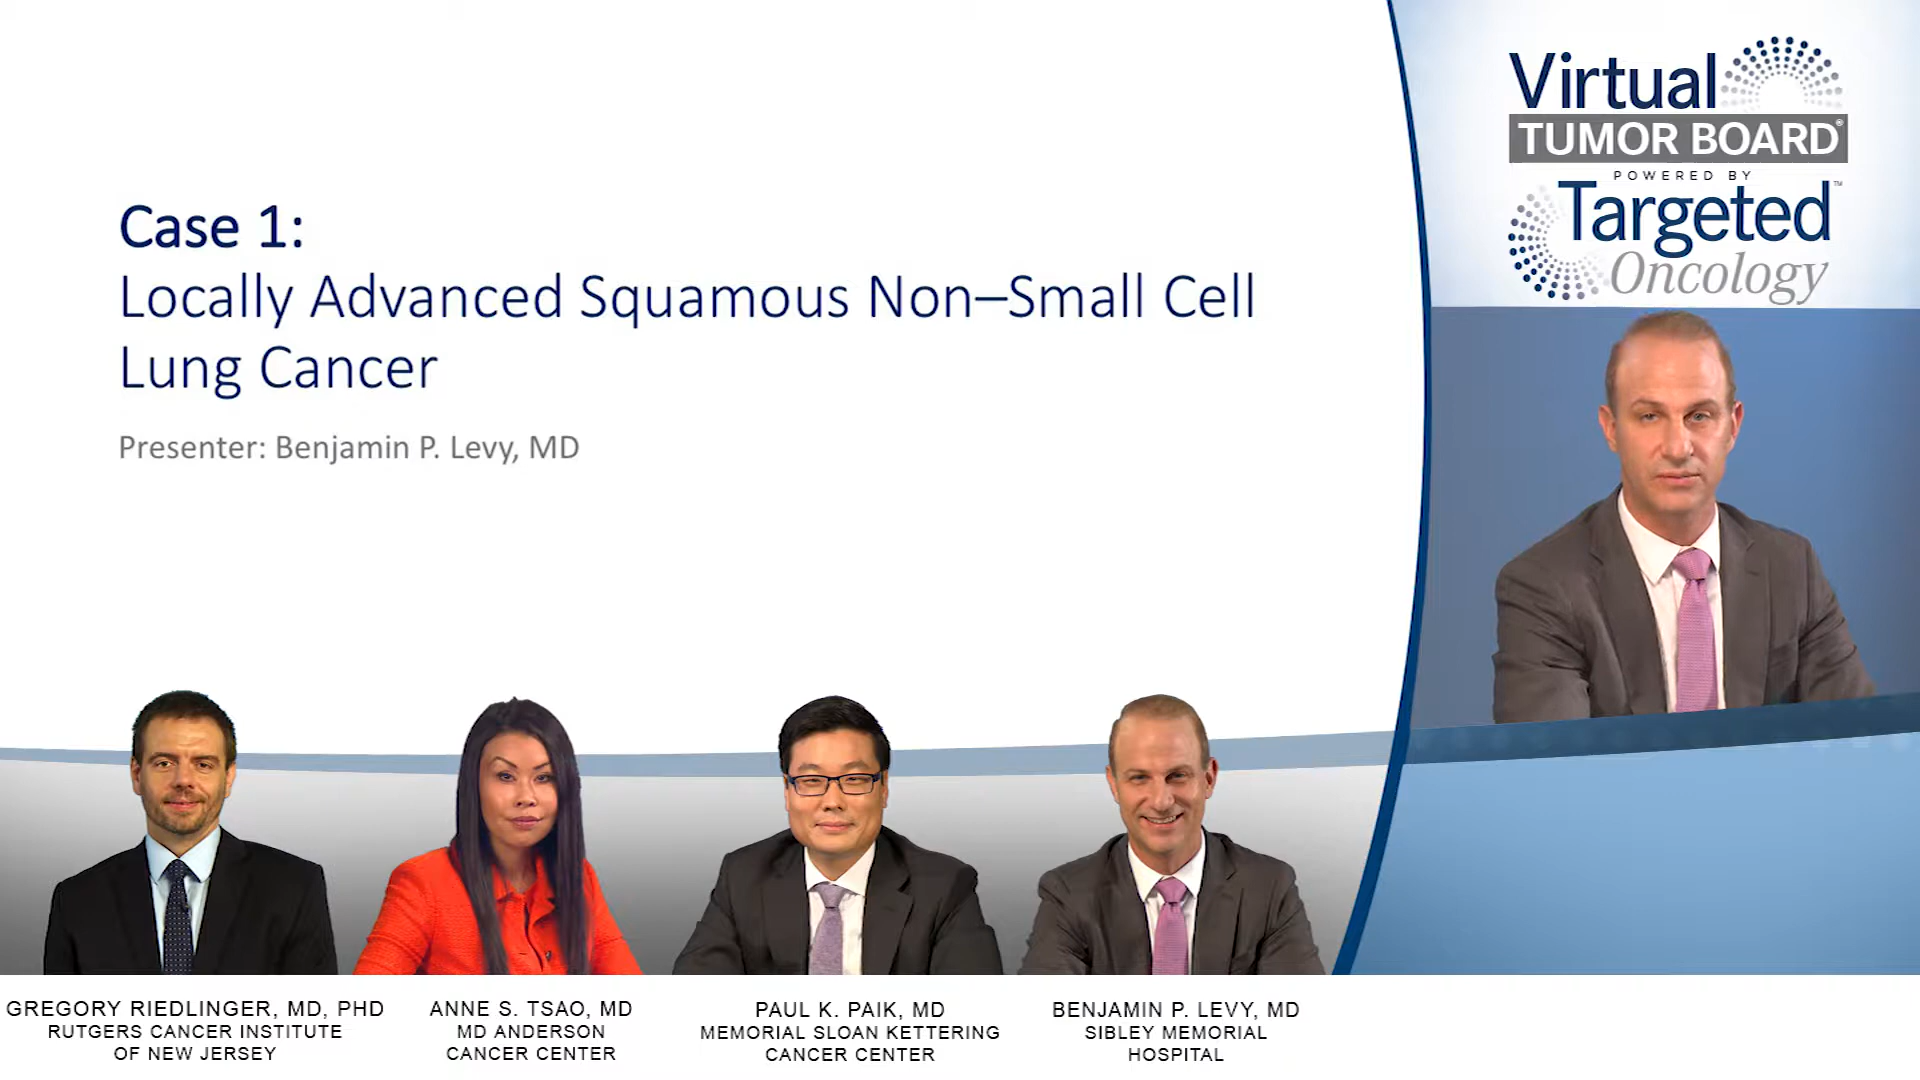 Case 1:
Locally Advanced Squamous Non–Small Cell
Lung Cancer
Presenter: Benjamin P. Levy, MD
Virtual
TUMOR BOARD®
POWERED BY
Targeted™
Oncology
GREGORY RIEDLINGER, MD, PHD
RUTGERS CANCER INSTITUTE
OF NEW JERSEY
ANNE S. TSAO, MD
MD ANDERSON
CANCER CENTER
PAUL K. PAIK, MD
MEMORIAL SLOAN KETTERING
CANCER CENTER
BENJAMIN P. LEVY, MD
SIBLEY MEMORIAL
HOSPITAL